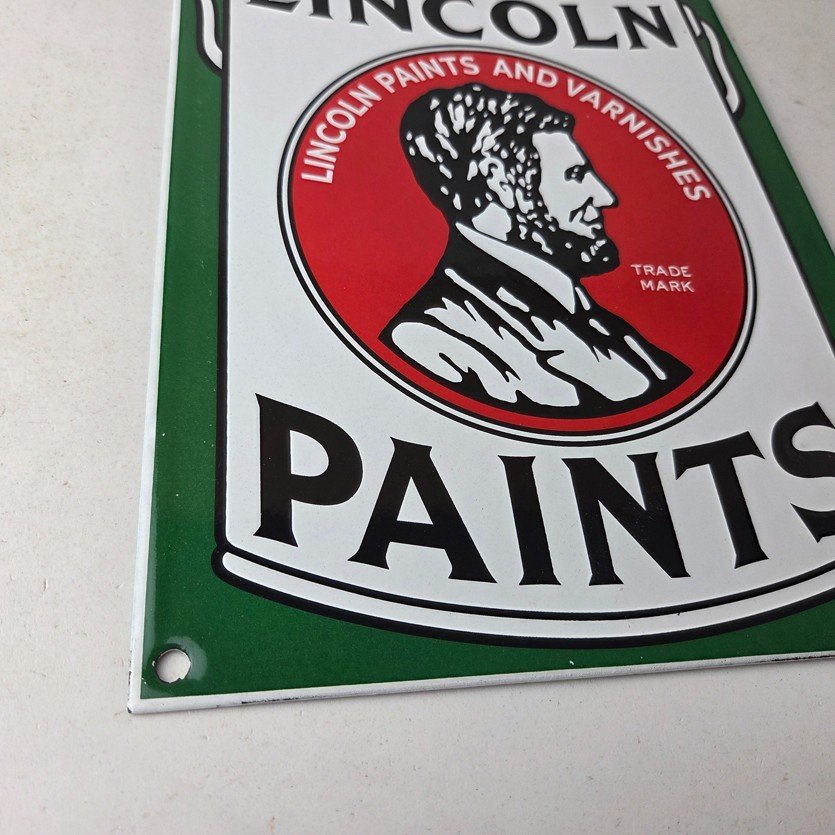 LINCOLN
LINCOLN PAINTS AND VARNISHES
TRADE
MARK
PAINTS